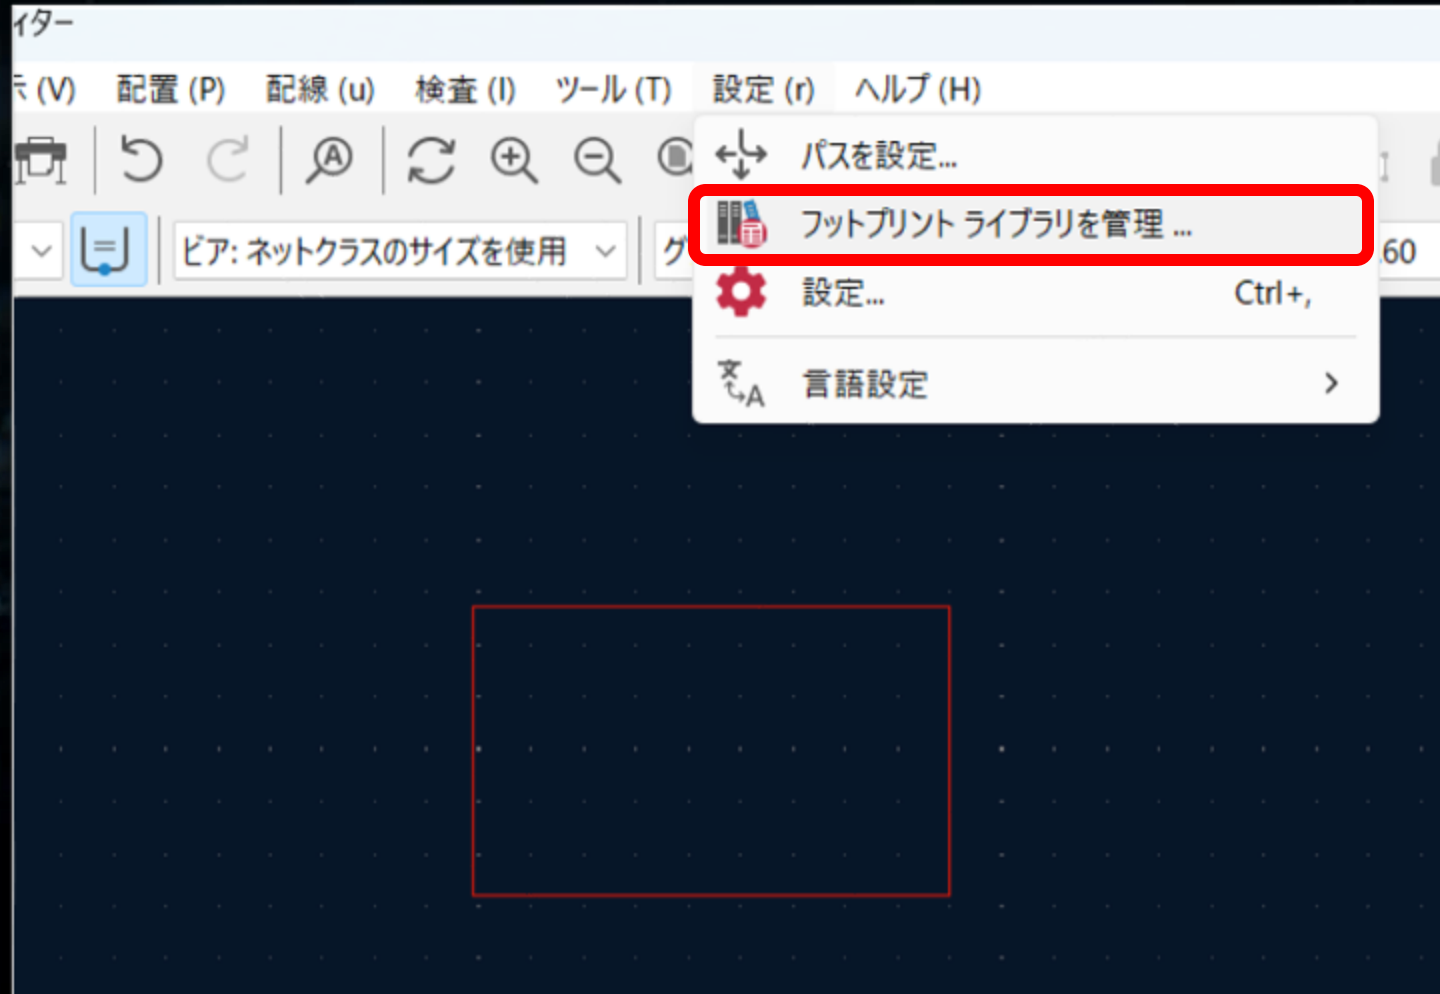 ィター
(V) 配置 (P) 配線 (u) 検査 (I) ツール (T) 設定 (r) ヘルプ (H)
パスを設定...
フットプリント ライブラリを管理 ...
ビア: ネットクラスのサイズを使用 グ .60
設定... Ctrl+,
言語設定